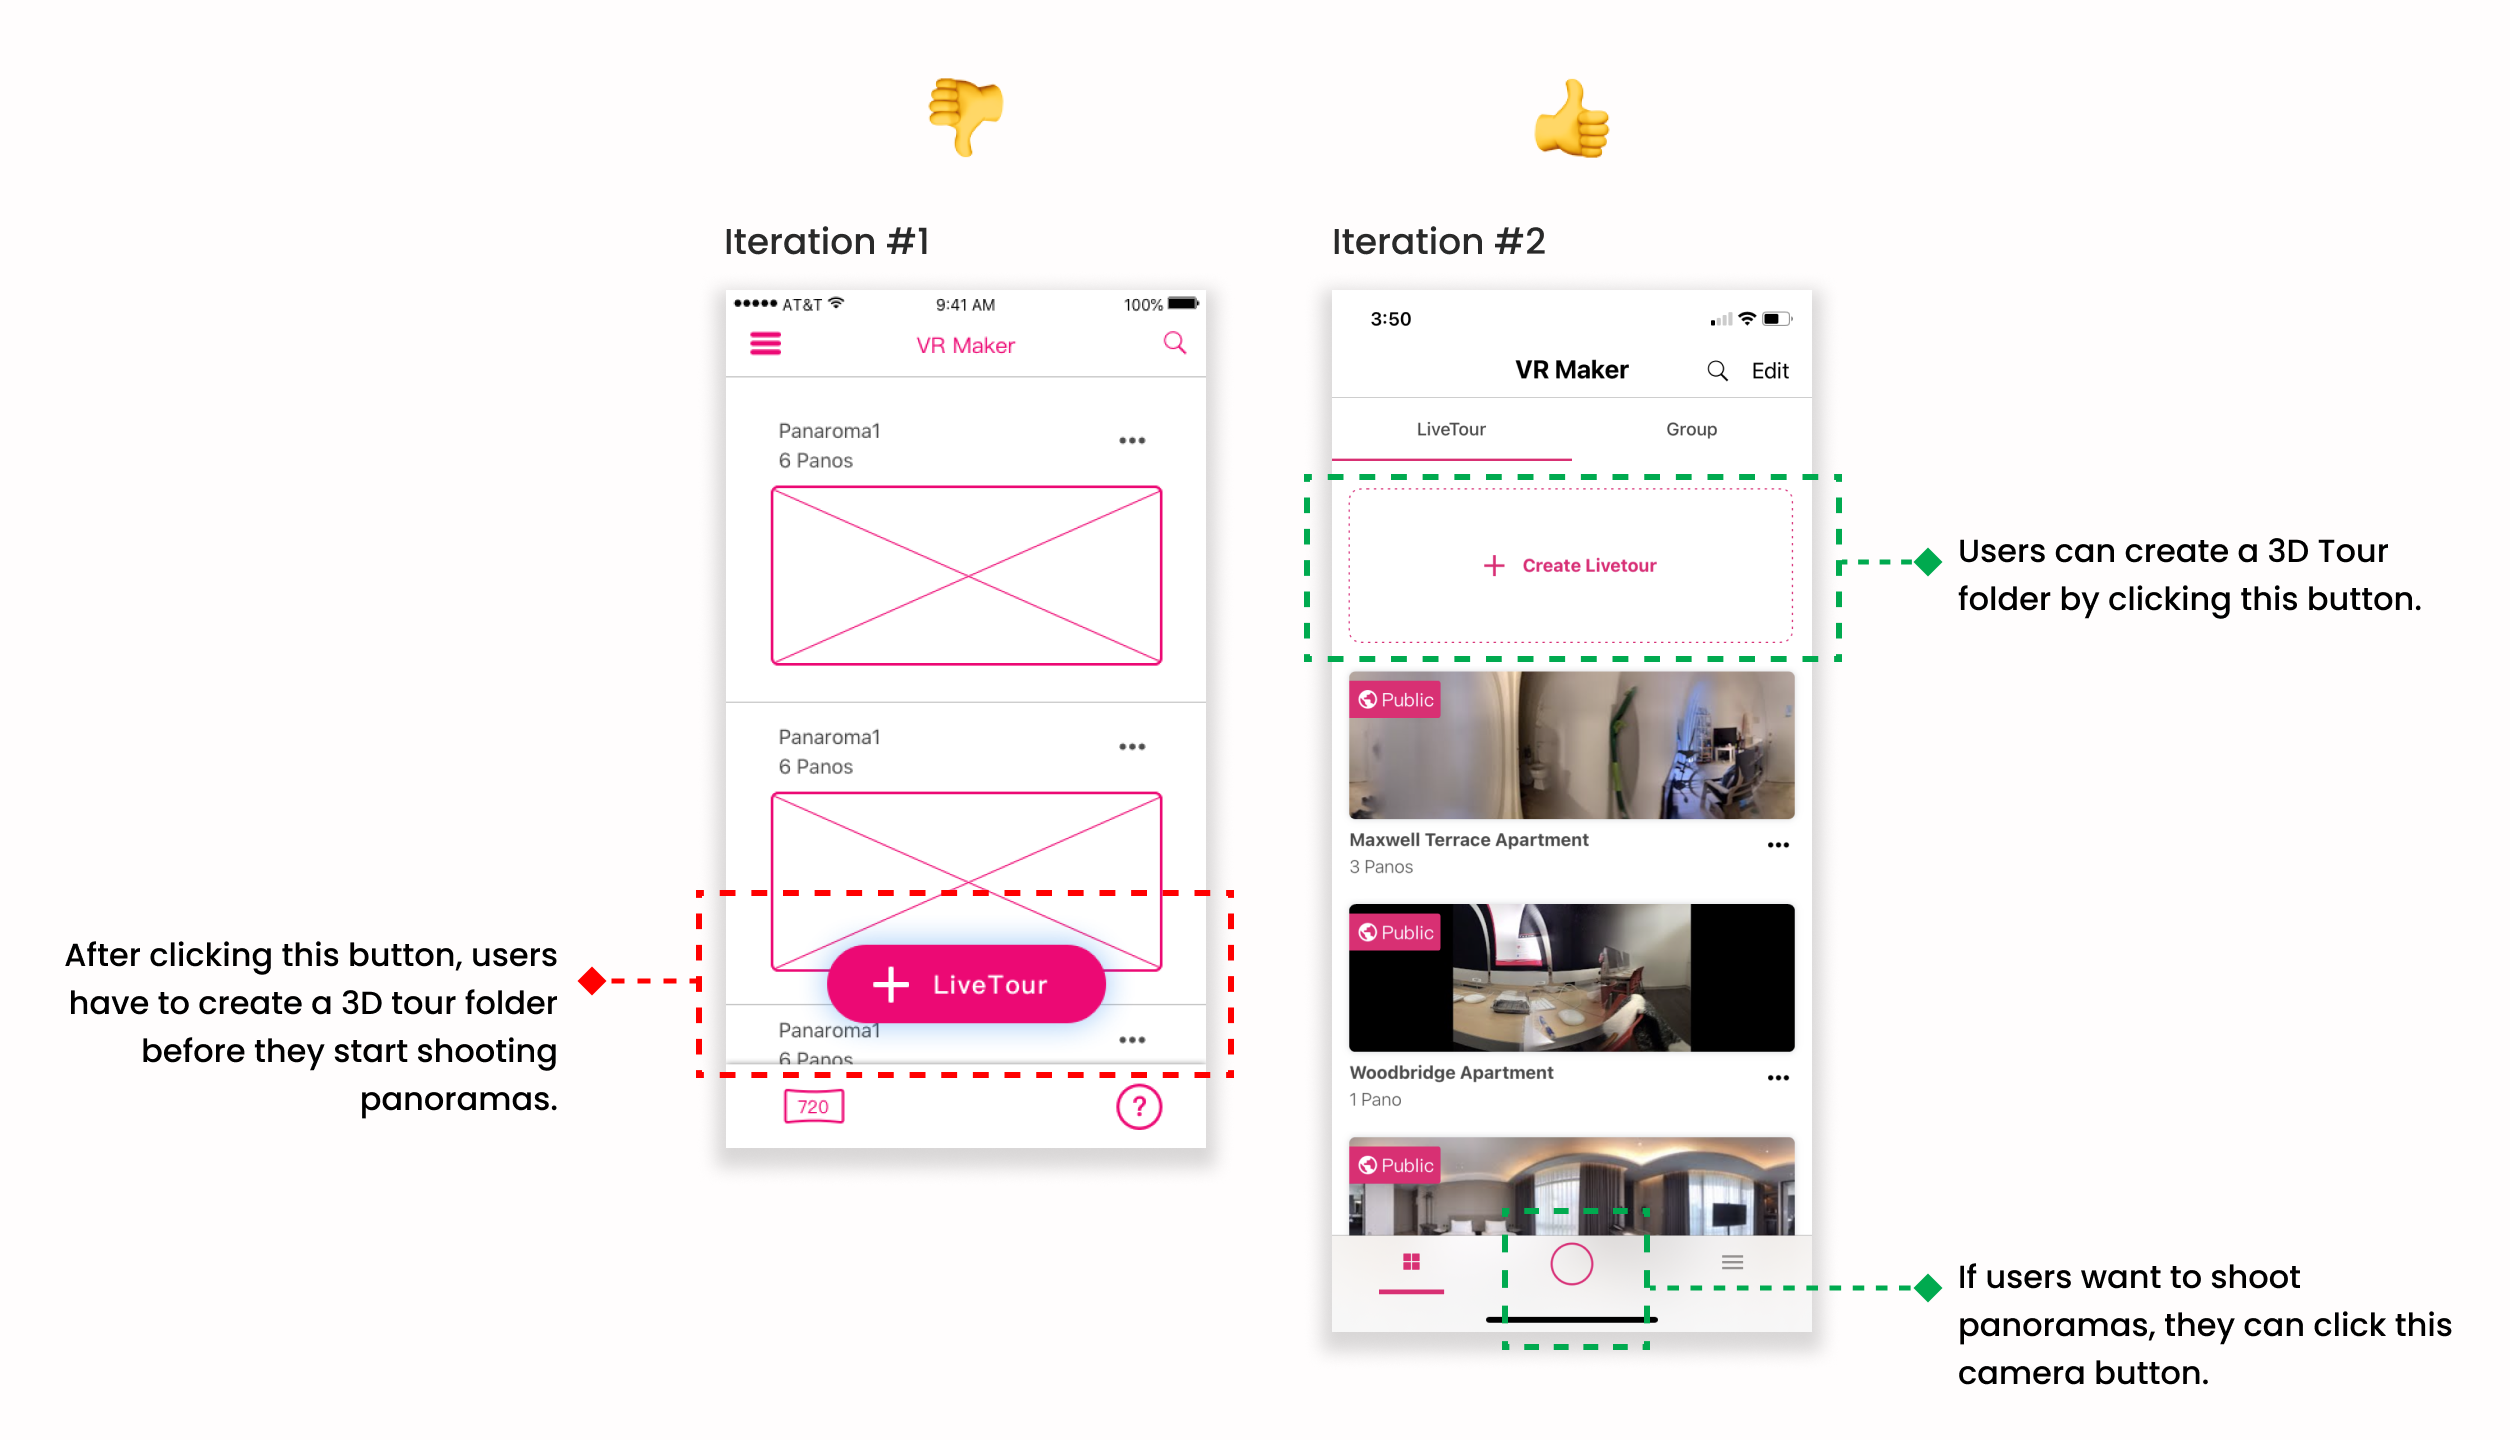 Iteration #1
Iteration #2
AT&T
9:41 AM
100%
VR Maker
Panaroma1
6 Panos
Panaroma1
6 Panos
+ LiveTour
Panaroma1
6 Panos
720
?
After clicking this button, users
have to create a 3D tour folder
before they start shooting
panoramas.
3:50
VR Maker
Edit
LiveTour
Group
+ Create Livetour
Public
Maxwell Terrace Apartment
3 Panos
Public
Woodbridge Apartment
1 Pano
Public
Users can create a 3D Tour
folder by clicking this button.
If users want to shoot
panoramas, they can click this
camera button.